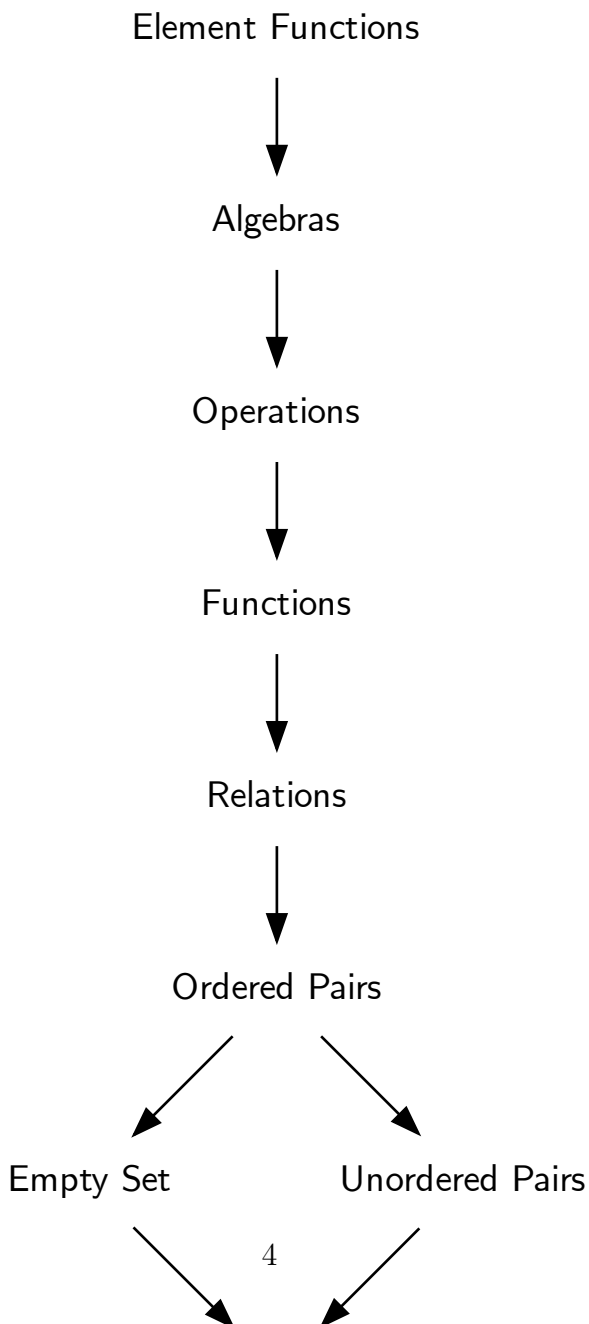 Element Functions
Algebras
Operations
Functions
Relations
Ordered Pairs
Empty Set
Unordered Pairs
4